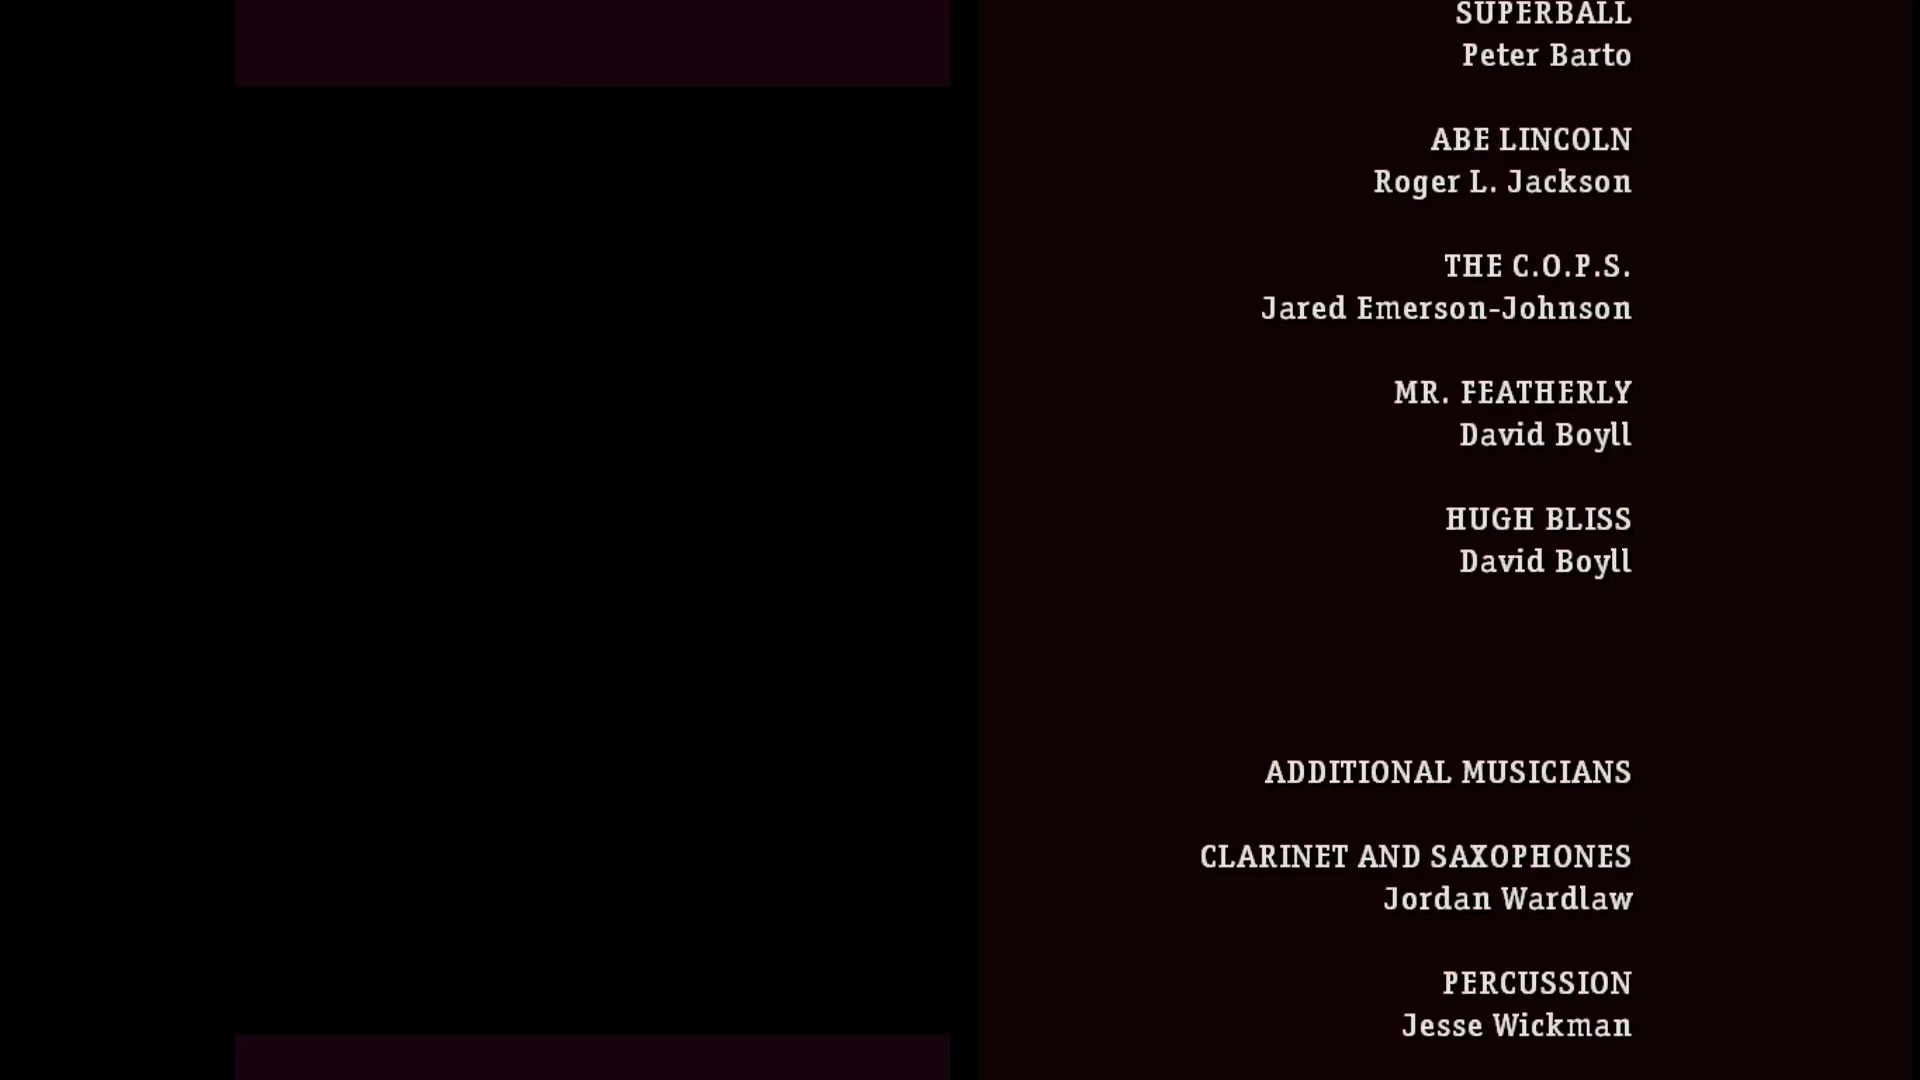 SUPERBALL
Peter Barto
ABE LINCOLN
Roger L. Jackson
THE C.O.P.S.
Jared Emerson-Johnson
MR. FEATHERLY
David Boyll
HUGH BLISS
David Boyll
ADDITIONAL MUSICIANS
CLARINET AND SAXOPHONES
Jordan Wardlaw
PERCUSSION
Jesse Wickman